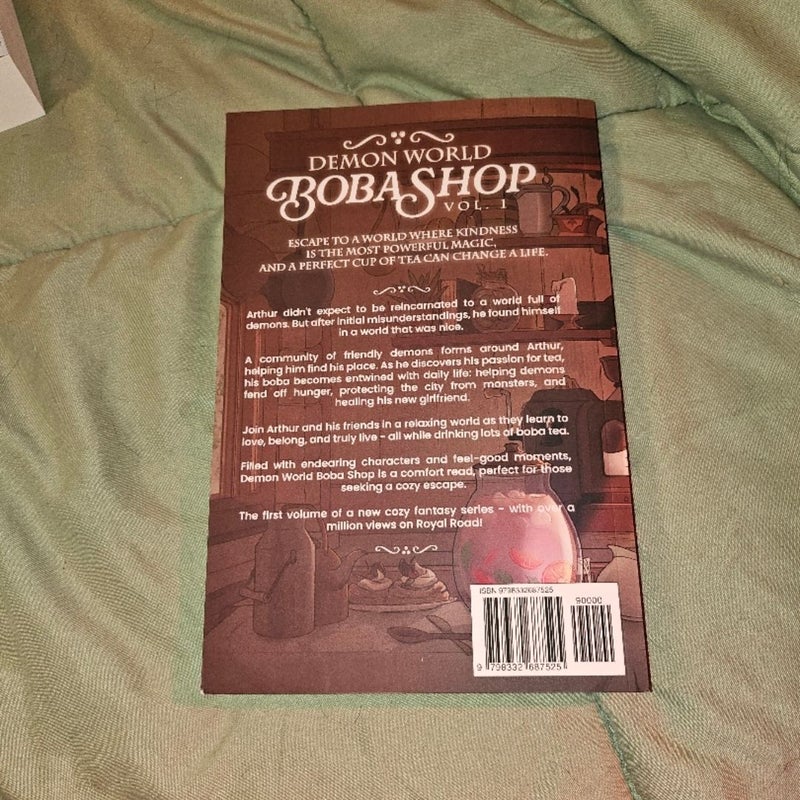 DEMON WORLD
BOBA SHOP
VOL. 1
ESCAPE TO A WORLD WHERE KINDNESS
IS THE MOST POWERFUL MAGIC,
AND A PERFECT CUP OF TEA CAN CHANGE A LIFE.
Arthur didn't expect to be reincarnated to a world full of
demons. But after initial misunderstandings, he found himself
in a world that was nice.
A community of friendly demons forms around Arthur,
helping him find his place. As he discovers his passion for tea,
his boba becomes entwined with daily life: helping demons
fend off hunger, protecting the city from monsters, and
healing his new girlfriend.
Join Arthur and his friends in a relaxing world as they learn to
love, belong, and truly live - all while drinking lots of boba tea.
Filled with endearing characters and feel-good moments,
Demon World Boba Shop is a comfort read, perfect for those
seeking a cozy escape.
The first volume of a new cozy fantasy series - with over a
million views on Royal Road!
ISBN 9798332687525
90000
9 798332 687525